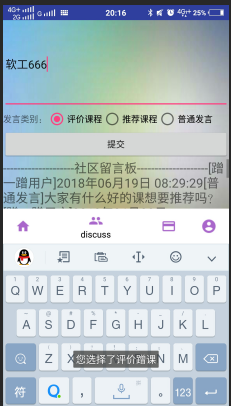 4G+ G 20:16 4G+ 25%
软工666
发言类别： 评价课程 推荐课程 普通发言
提交
--------------------社区留言板--------------------[蹭
一蹭用户]2018年06月19日 08:29:29[普
通发言]大家有什么好的课想要推荐吗?
discuss
Q W E R T Y U I O P
A S D F G H J K L
Z X N M
您选择了评价蹭课
符 , 。 123